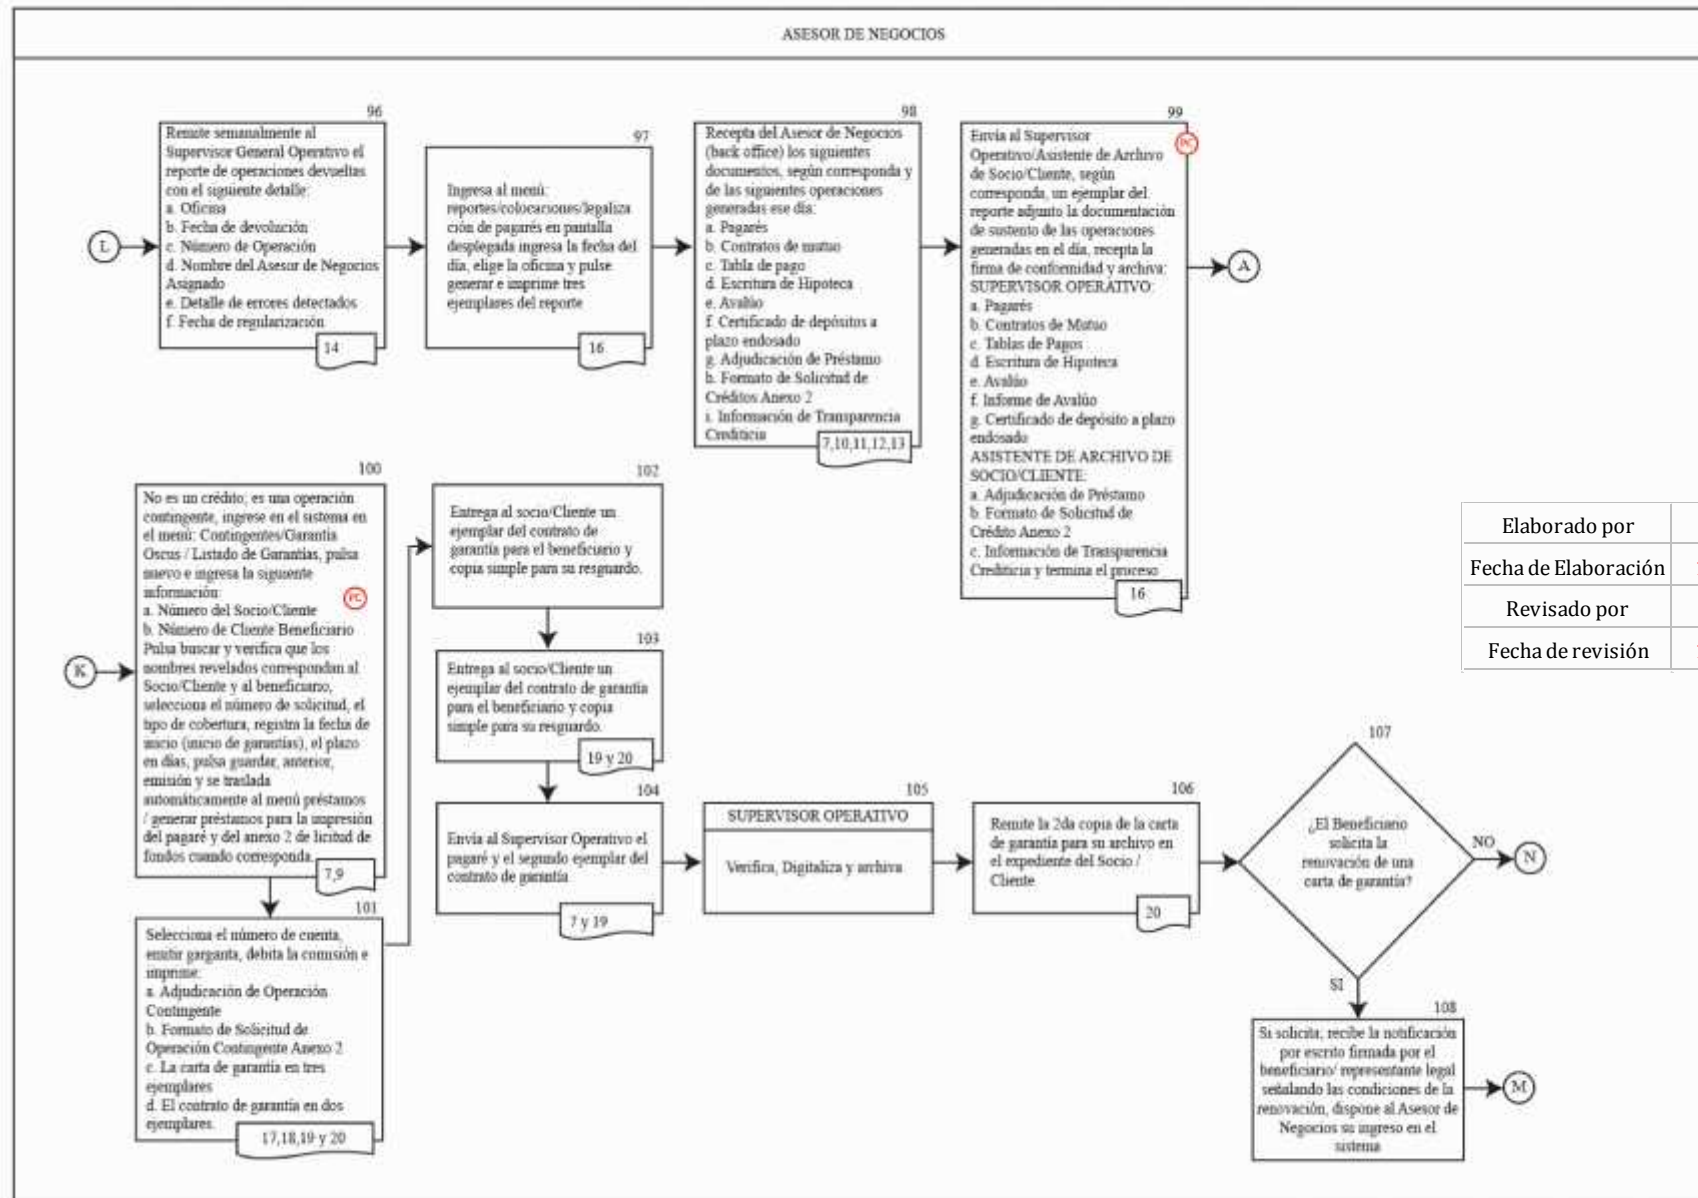 ASESOR DE NEGOCIOS
L
96
Remite semanalmente al
Supervisor General Operativo el
reporte de operaciones devueltas
con el siguiente detalle:
a. Oficina
b. Fecha de devolución
c. Número de Operación
d. Nombre del Asesor de Negocios
Asignado
e. Detalle de errores detectados
f. Fecha de regularización
14
97
Ingresa al menú:
reportes/colocaciones/legaliza
ción de pagarés en pantalla
desplegada ingresa la fecha del
día, elige la oficina y pulse
generar e imprime tres
ejemplares del reporte
16
98
Recepta del Asesor de Negocios
(back office) los siguientes
documentos, según corresponda y
de las siguientes operaciones
generadas ese día:
a. Pagarés
b. Contratos de mutuo
c. Tabla de pago
d. Escritura de Hipoteca
e. Avalúo
f. Certificado de depósitos a
plazo endosado
g. Adjudicación de Préstamo
h. Formato de Solicitud de
Créditos Anexo 2
i. Información de Transparencia
Crediticia
7,10,11,12,13
99
PC
Envía al Supervisor
Operativo/Asistente de Archivo
de Socio/Cliente, según
corresponda, un ejemplar del
reporte adjunto la documentación
de sustento de las operaciones
generadas en el día, recepta la
firma de conformidad y archiva:
SUPERVISOR OPERATIVO:
a. Pagarés
b. Contratos de Mutuo
c. Tablas de Pagos
d. Escritura de Hipoteca
e. Avalúo
f. Informe de Avalúo
g. Certificado de depósito a plazo
endosado
ASISTENTE DE ARCHIVO DE
SOCIO/CLIENTE:
a. Adjudicación de Préstamo
b. Formato de Solicitud de
Crédito Anexo 2
c. Información de Transparencia
Crediticia y termina el proceso
16
A
Elaborado por
Fecha de Elaboración
Revisado por
Fecha de revisión
K
100
No es un crédito; es una operación
contingente, ingrese en el sistema en
el menú: Contingentes/Garantía
Oscus / Listado de Garantías, pulsa
nuevo e ingresa la siguiente
información:
PC
a. Número del Socio/Cliente
b. Número de Cliente Beneficiario
Pulsa buscar y verifica que los
nombres revelados correspondan al
Socio/Cliente y al beneficiario,
selecciona el número de solicitud, el
tipo de cobertura, registra la fecha de
inicio (inicio de garantías), el plazo
en días, pulsa guardar, anterior,
emisión y se traslada
automáticamente al menú préstamos
/ generar préstamos para la impresión
del pagaré y del anexo 2 de licitud de
fondos cuando corresponda.
7,9
101
Selecciona el número de cuenta,
emitir garganta, debita la comisión e
imprime:
a. Adjudicación de Operación
Contingente
b. Formato de Solicitud de
Operación Contingente Anexo 2
c. La carta de garantía en tres
ejemplares
d. El contrato de garantía en dos
ejemplares.
17,18,19 y 20
102
Entrega al socio/Cliente un
ejemplar del contrato de
garantía para el beneficiario y
copia simple para su resguardo.
103
Entrega al socio/Cliente un
ejemplar del contrato de garantía
para el beneficiario y copia
simple para su resguardo.
19 y 20
104
Envía al Supervisor Operativo el
pagaré y el segundo ejemplar del
contrato de garantía
7 y 19
105
SUPERVISOR OPERATIVO
Verifica, Digitaliza y archiva
106
Remite la 2da copia de la carta
de garantía para su archivo en
el expediente del Socio /
Cliente
20
107
¿El Beneficiario
solicita la
renovación de una
carta de garantía?
NO
N
SI
108
Si solicita, recibe la notificación
por escrito firmada por el
beneficiario/ representante legal
señalando las condiciones de la
renovación, dispone al Asesor de
Negocios su ingreso en el
sistema
M